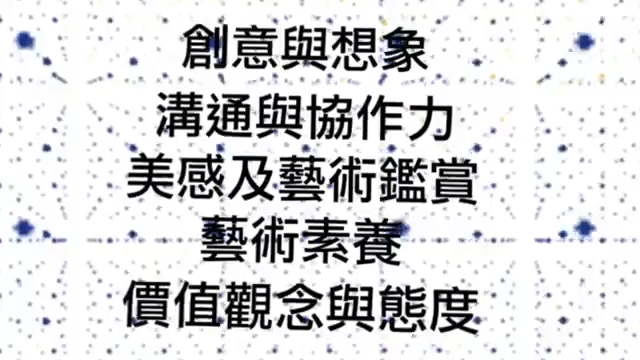 創意與想象
溝通與協作力
美感及藝術鑑賞
藝術素養
價值觀念與態度